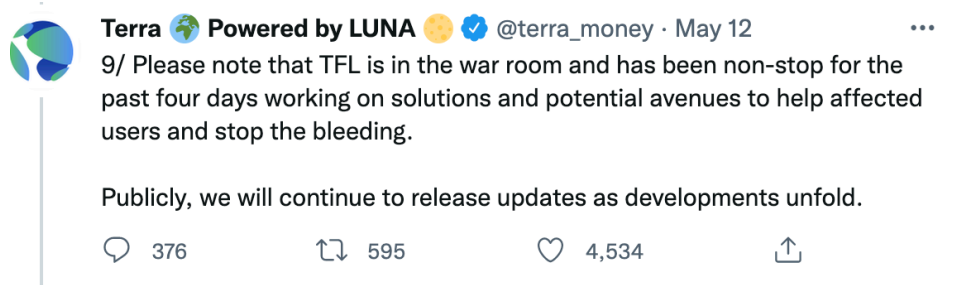 Terra 🌍 Powered by LUNA 🌕 @terra_money · May 12
9/ Please note that TFL is in the war room and has been non-stop for the
past four days working on solutions and potential avenues to help affected
users and stop the bleeding.
Publicly, we will continue to release updates as developments unfold.
376 595 4,534